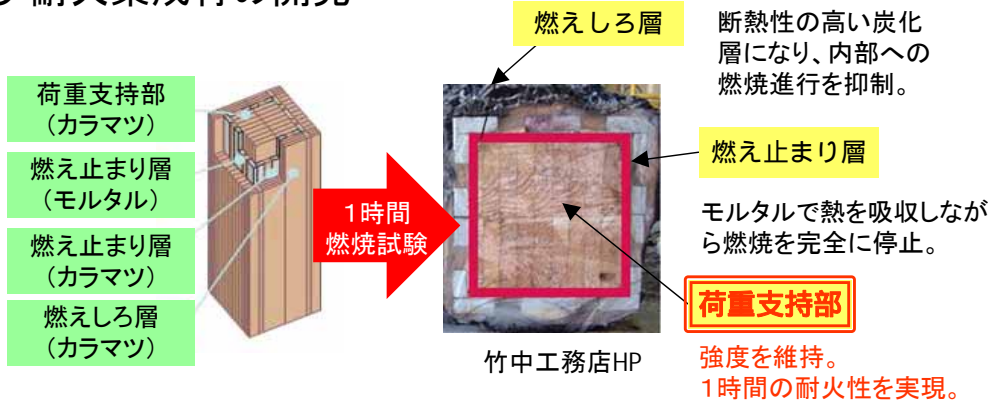 荷重支持部
(カラマツ)
燃え止まり層
(モルタル)
燃え止まり層
(カラマツ)
燃えしろ層
(カラマツ)
1時間
燃焼試験
燃えしろ層
断熱性の高い炭化
層になり、内部への
燃焼進行を抑制。
燃え止まり層
モルタルで熱を吸収しなが
ら燃焼を完全に停止。
荷重支持部
強度を維持。
1時間の耐火性を実現。
竹中工務店HP